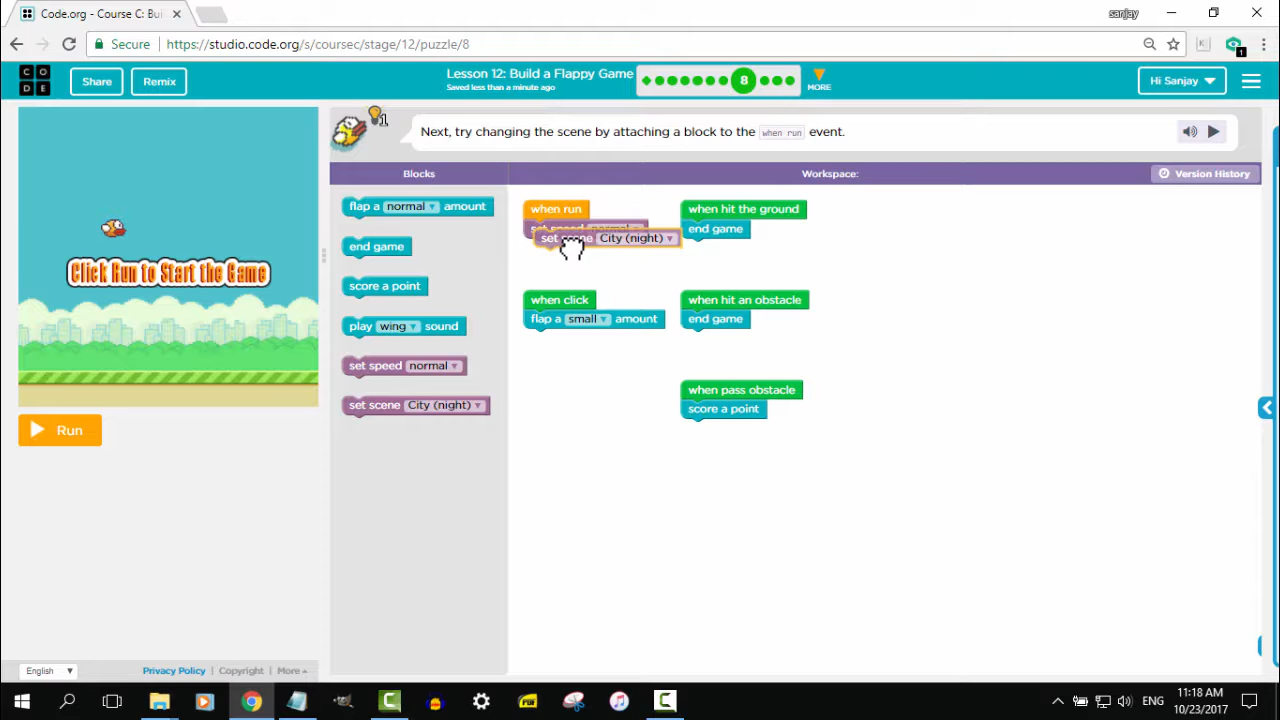 Code.org - Course C: Bui
sanjay
Secure
https://studio.code.org/s/coursec/stage/12/puzzle/8
1
C O
D E
Share
Remix
Lesson 12: Build a Flappy Game
Saved less than a minute ago
8
MORE
Hi Sanjay
1
Next, try changing the scene by attaching a block to the when run event.
Blocks
Workspace:
Version History
flap a normal amount
end game
score a point
play wing sound
set speed normal
set scene City (night)
when run
set speed normal
set scene City (night)
when click
flap a small amount
when hit the ground
end game
when hit an obstacle
end game
when pass obstacle
score a point
Click Run to Start the Game
Run
English
Privacy Policy
Copyright
More
ENG
11:18 AM
10/23/2017